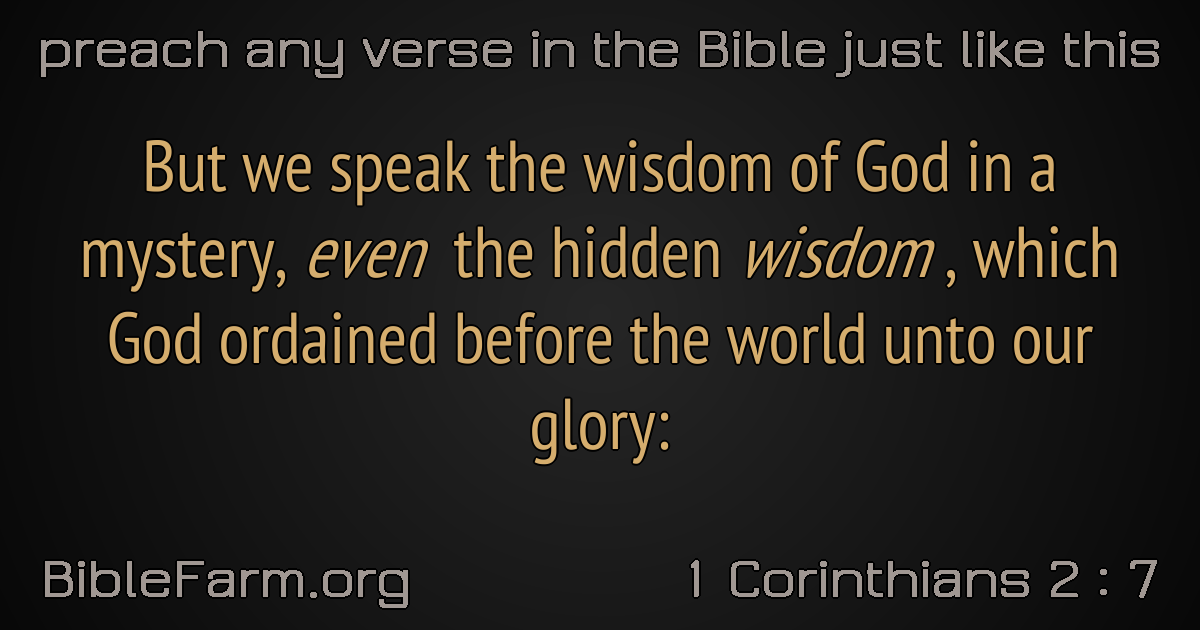 preach any verse in the Bible just like this
But we speak the wisdom of God in a
mystery, even the hidden wisdom , which
God ordained before the world unto our
glory:
BibleFarm.org
1 Corinthians 2 : 7